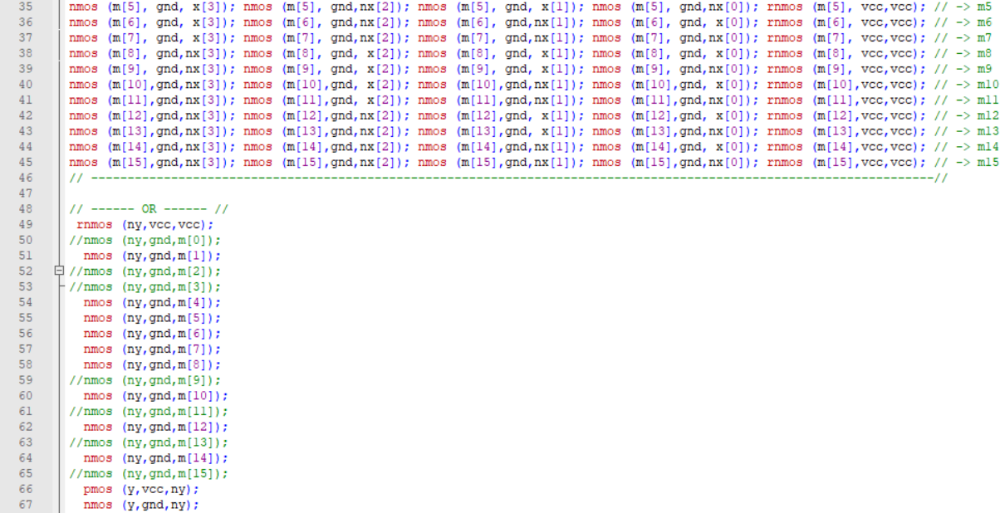 35 nmos (m[5], gnd, x[3]); nmos (m[5], gnd,nx[2]); nmos (m[5], gnd, x[1]); nmos (m[5], gnd,nx[0]); rnmos (m[5], vcc,vcc); // -> m5
36 nmos (m[6], gnd, x[3]); nmos (m[6], gnd,nx[2]); nmos (m[6], gnd,nx[1]); nmos (m[6], gnd, x[0]); rnmos (m[6], vcc,vcc); // -> m6
37 nmos (m[7], gnd, x[3]); nmos (m[7], gnd,nx[2]); nmos (m[7], gnd,nx[1]); nmos (m[7], gnd,nx[0]); rnmos (m[7], vcc,vcc); // -> m7
38 nmos (m[8], gnd,nx[3]); nmos (m[8], gnd, x[2]); nmos (m[8], gnd, x[1]); nmos (m[8], gnd, x[0]); rnmos (m[8], vcc,vcc); // -> m8
39 nmos (m[9], gnd,nx[3]); nmos (m[9], gnd, x[2]); nmos (m[9], gnd, x[1]); nmos (m[9], gnd,nx[0]); rnmos (m[9], vcc,vcc); // -> m9
40 nmos (m[10],gnd,nx[3]); nmos (m[10],gnd, x[2]); nmos (m[10],gnd,nx[1]); nmos (m[10],gnd, x[0]); rnmos (m[10],vcc,vcc); // -> m10
41 nmos (m[11],gnd,nx[3]); nmos (m[11],gnd, x[2]); nmos (m[11],gnd,nx[1]); nmos (m[11],gnd,nx[0]); rnmos (m[11],vcc,vcc); // -> m11
42 nmos (m[12],gnd,nx[3]); nmos (m[12],gnd,nx[2]); nmos (m[12],gnd, x[1]); nmos (m[12],gnd, x[0]); rnmos (m[12],vcc,vcc); // -> m12
43 nmos (m[13],gnd,nx[3]); nmos (m[13],gnd,nx[2]); nmos (m[13],gnd, x[1]); nmos (m[13],gnd,nx[0]); rnmos (m[13],vcc,vcc); // -> m13
44 nmos (m[14],gnd,nx[3]); nmos (m[14],gnd,nx[2]); nmos (m[14],gnd,nx[1]); nmos (m[14],gnd, x[0]); rnmos (m[14],vcc,vcc); // -> m14
45 nmos (m[15],gnd,nx[3]); nmos (m[15],gnd,nx[2]); nmos (m[15],gnd,nx[1]); nmos (m[15],gnd,nx[0]); rnmos (m[15],vcc,vcc); // -> m15
46 // ---------------------------------------------------------------------------------------------------------------------//
47
48 // ------ OR ------ //
49 rnmos (ny,vcc,vcc);
50 //nmos (ny,gnd,m[0]);
51 nmos (ny,gnd,m[1]);
52 //nmos (ny,gnd,m[2]);
53 //nmos (ny,gnd,m[3]);
54 nmos (ny,gnd,m[4]);
55 nmos (ny,gnd,m[5]);
56 nmos (ny,gnd,m[6]);
57 nmos (ny,gnd,m[7]);
58 nmos (ny,gnd,m[8]);
59 //nmos (ny,gnd,m[9]);
60 nmos (ny,gnd,m[10]);
61 //nmos (ny,gnd,m[11]);
62 nmos (ny,gnd,m[12]);
63 //nmos (ny,gnd,m[13]);
64 nmos (ny,gnd,m[14]);
65 //nmos (ny,gnd,m[15]);
66 pmos (y,vcc,ny);
67 nmos (y,gnd,ny);